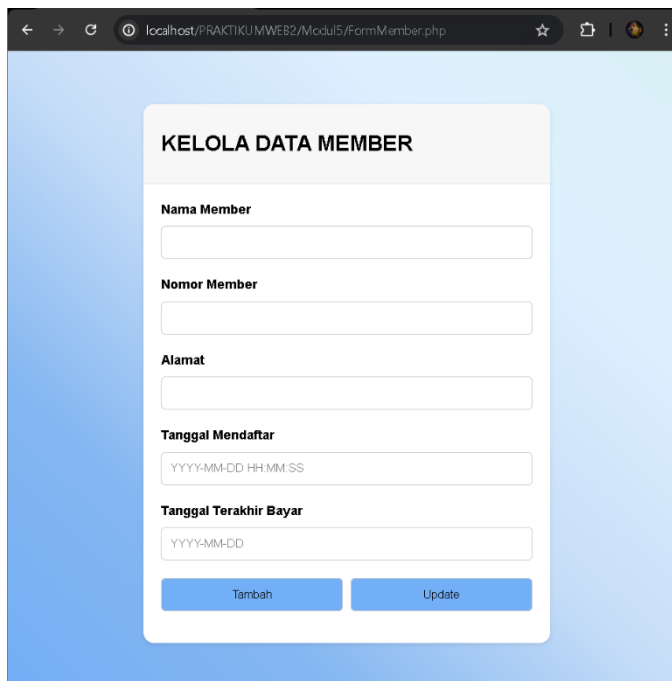 localhost/PRAKTIKUMWEB2/Modul5/FormMember.php
KELOLA DATA MEMBER
Nama Member
Nomor Member
Alamat
Tanggal Mendaftar
YYYY-MM-DD HH:MM:SS
Tanggal Terakhir Bayar
YYYY-MM-DD
Tambah Update